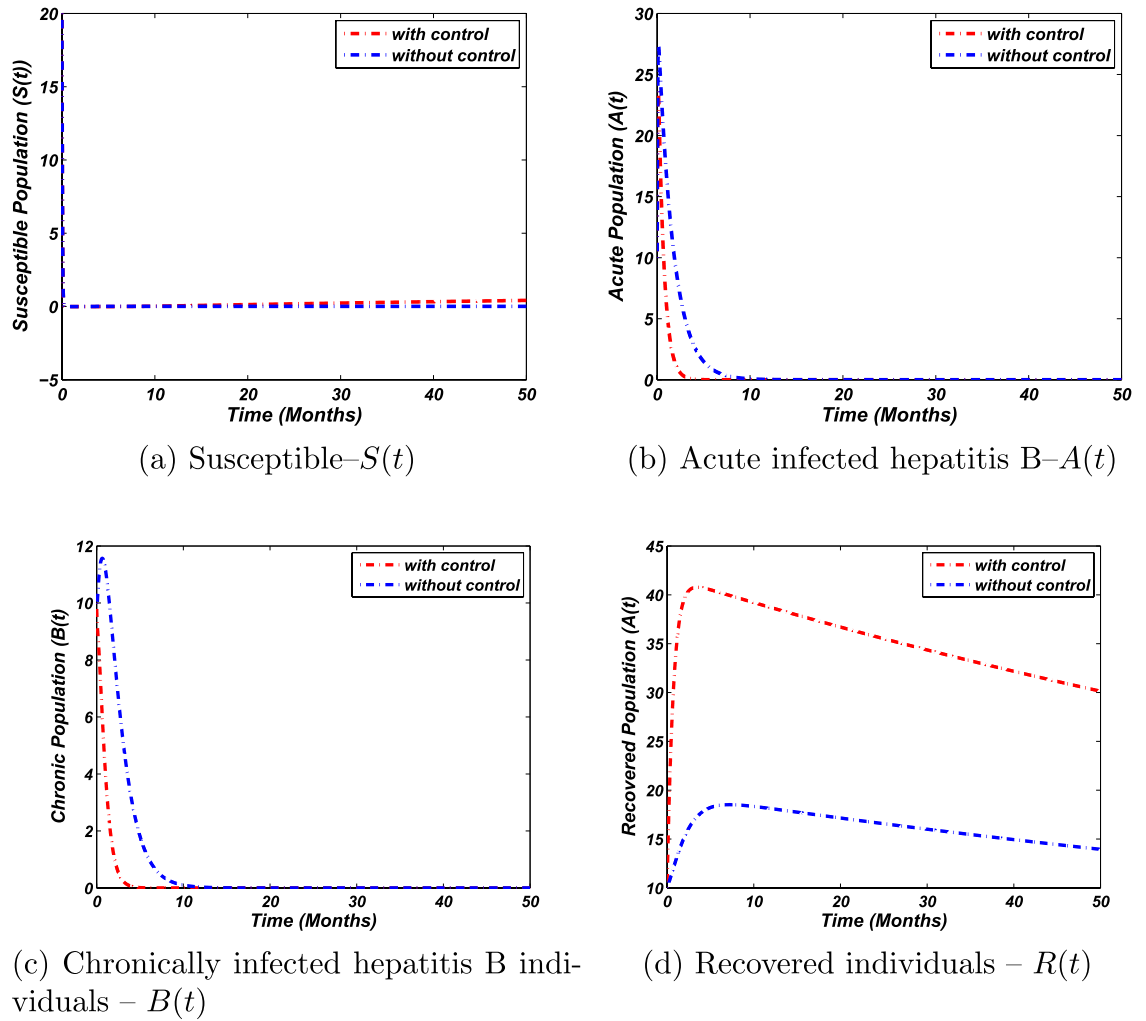 20
15
10
5
0
−5
0 10 20 30 40 50
Susceptible Population (S(t))
Time (Months)
with control
without control
(a) Susceptible–S(t)
30
25
20
15
10
5
0
0 10 20 30 40 50
Acute Population (A(t)
Time (Months)
with control
without control
(b) Acute infected hepatitis B–A(t)
12
10
8
6
4
2
0
0 10 20 30 40 50
Chronic Population (B(t)
Time (Months)
with control
without control
(c) Chronically infected hepatitis B indi-
viduals – B(t)
45
40
35
30
25
20
15
10
0 10 20 30 40 50
Recovered Population (A(t)
Time (Months)
with control
without control
(d) Recovered individuals – R(t)